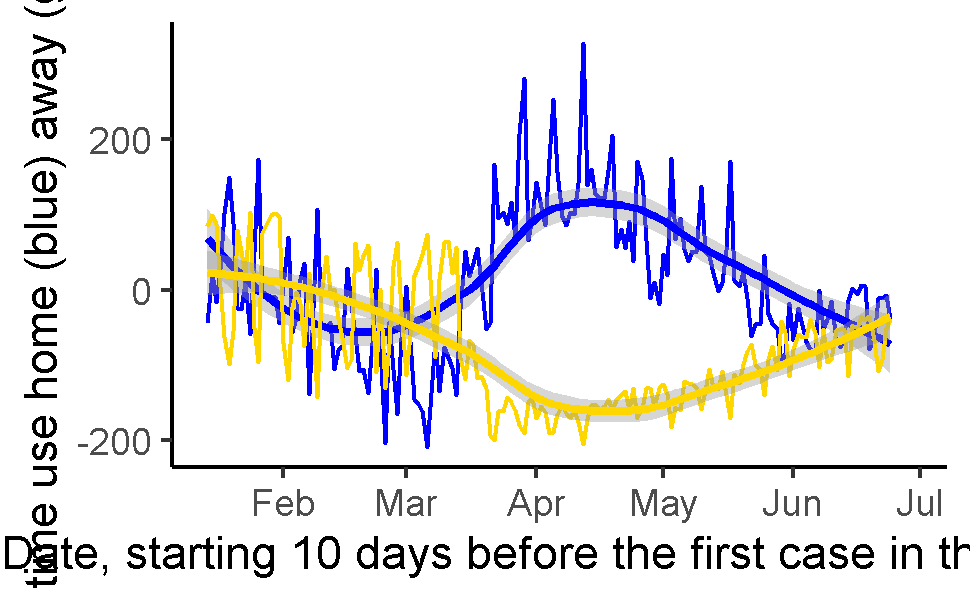 time use home (blue) away (
200
0
-200
Feb Mar Apr May Jun Jul
Date, starting 10 days before the first case in th